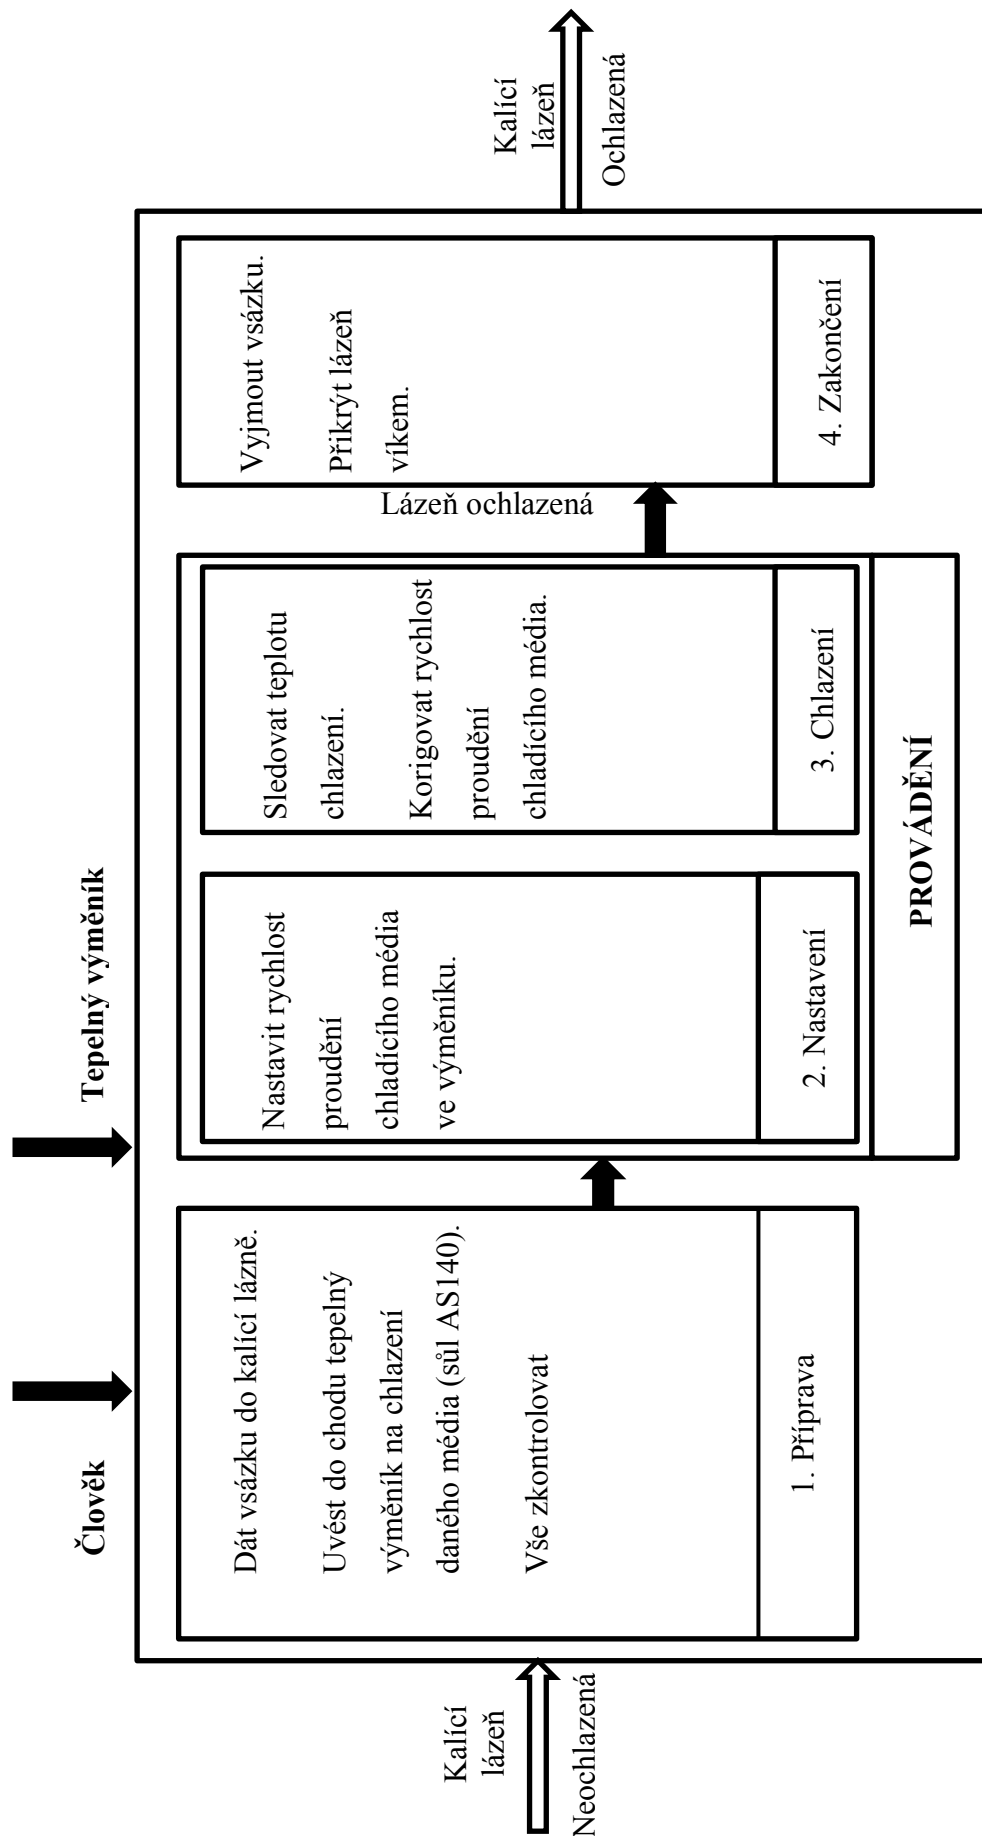 Člověk
Tepelný výměník
Kalící
lázeň
Neochlazená
Dát vsázku do kalící lázně.
Uvést do chodu tepelný
výměník na chlazení
daného média (sůl AS140).
Vše zkontrolovat
1. Příprava
Nastavit rychlost
proudění
chladícího média
ve výměníku.
2. Nastavení
Sledovat teplotu
chlazení.
Korigovat rychlost
proudění
chladícího média.
3. Chlazení
PROVÁDĚNÍ
Lázeň ochlazená
Vyjmout vsázku.
Přikrýt lázeň
víkem.
4. Zakončení
Kalící
lázeň
Ochlazená